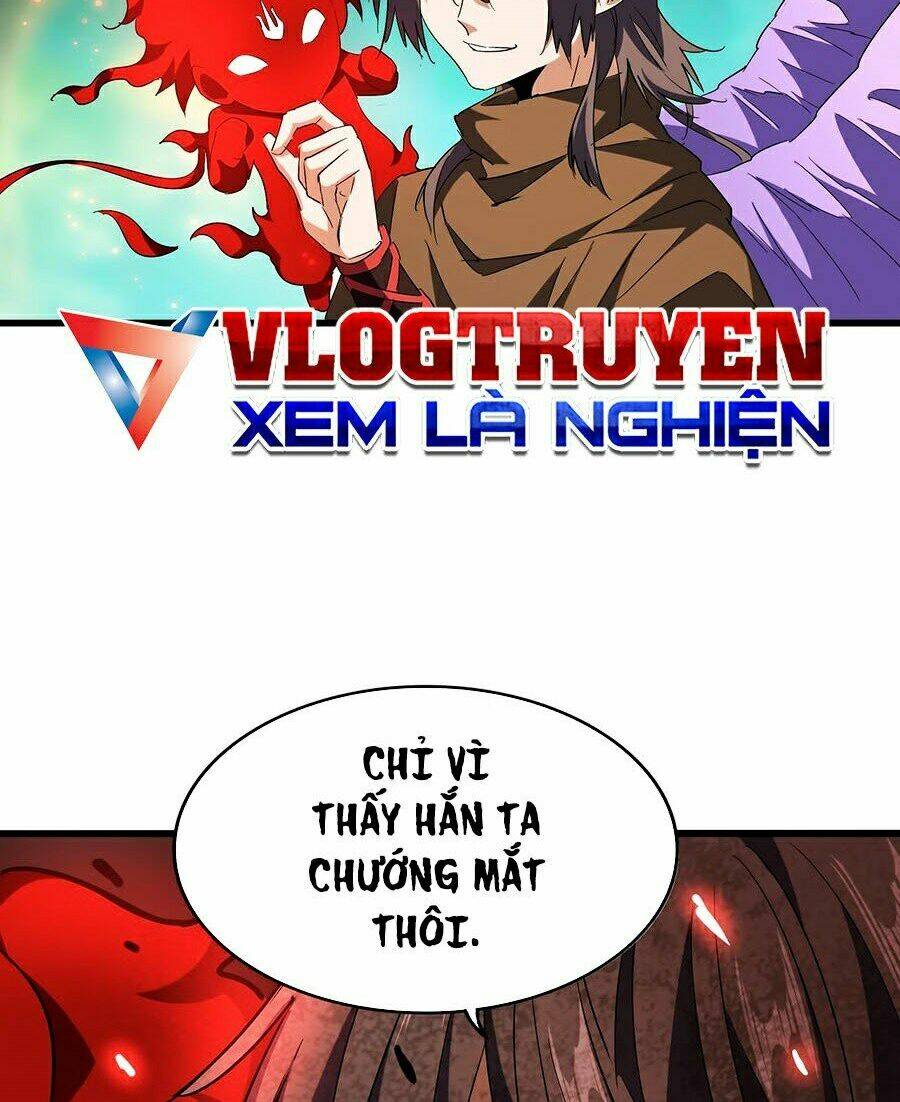 VLOGTRUYEN
XEM LÀ NGHIỆN
CHỈ VÌ
THẤY HẮN TA
CHƯỚNG MẮT
THÔI.